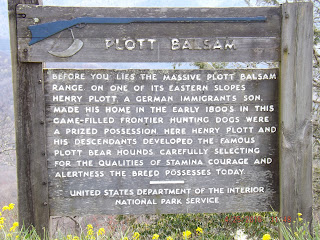 PLOTT BALSAM
BEFORE YOU LIES THE MASSIVE PLOTT BALSAM
RANGE ON ONE OF ITS EASTERN SLOPES
HENRY PLOTT, A GERMAN IMMIGRANTS SON,
MADE HIS HOME IN THE EARLY 1800'S IN THIS
GAME-FILLED FRONTIER HUNTING DOGS WERE
A PRIZED POSSESSION. HERE HENRY PLOTT AND
HIS DESCENDANTS DEVELOPED THE FAMOUS
PLOTT BEAR HOUNDS, CAREFULLY SELECTING
FOR THE QUALITIES OF STAMINA COURAGE AND
ALERTNESS THE BREED POSSESSES TODAY
UNITED STATES DEPARTMENT OF THE INTERIOR
NATIONAL PARK SERVICE